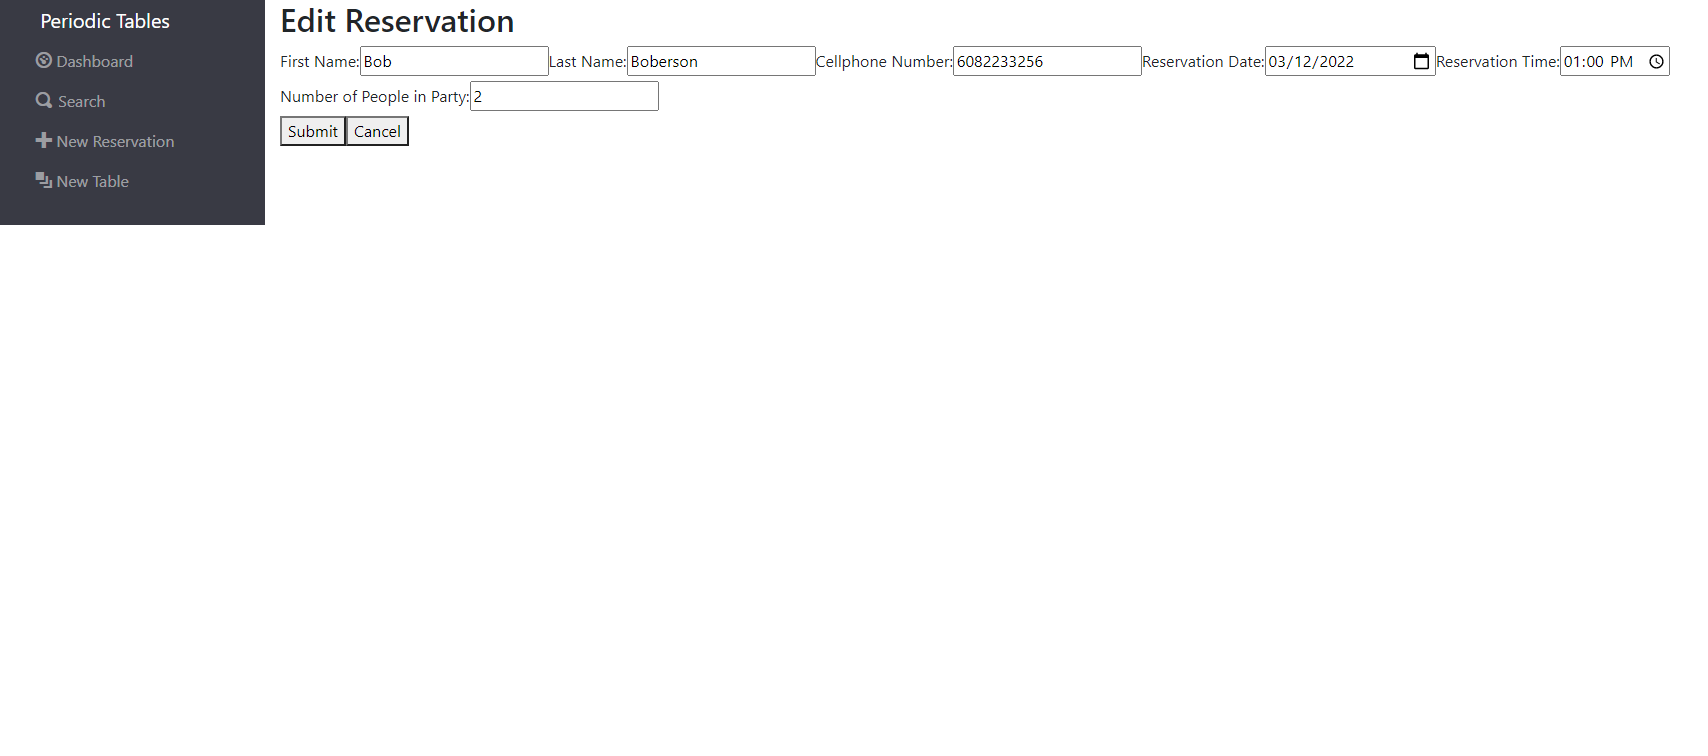 Periodic Tables
Dashboard
Search
New Reservation
New Table
Edit Reservation
First Name: Bob Last Name: Boberson Cellphone Number: 6082233256 Reservation Date: 03/12/2022 Reservation Time: 01:00 PM
Number of People in Party: 2
Submit Cancel